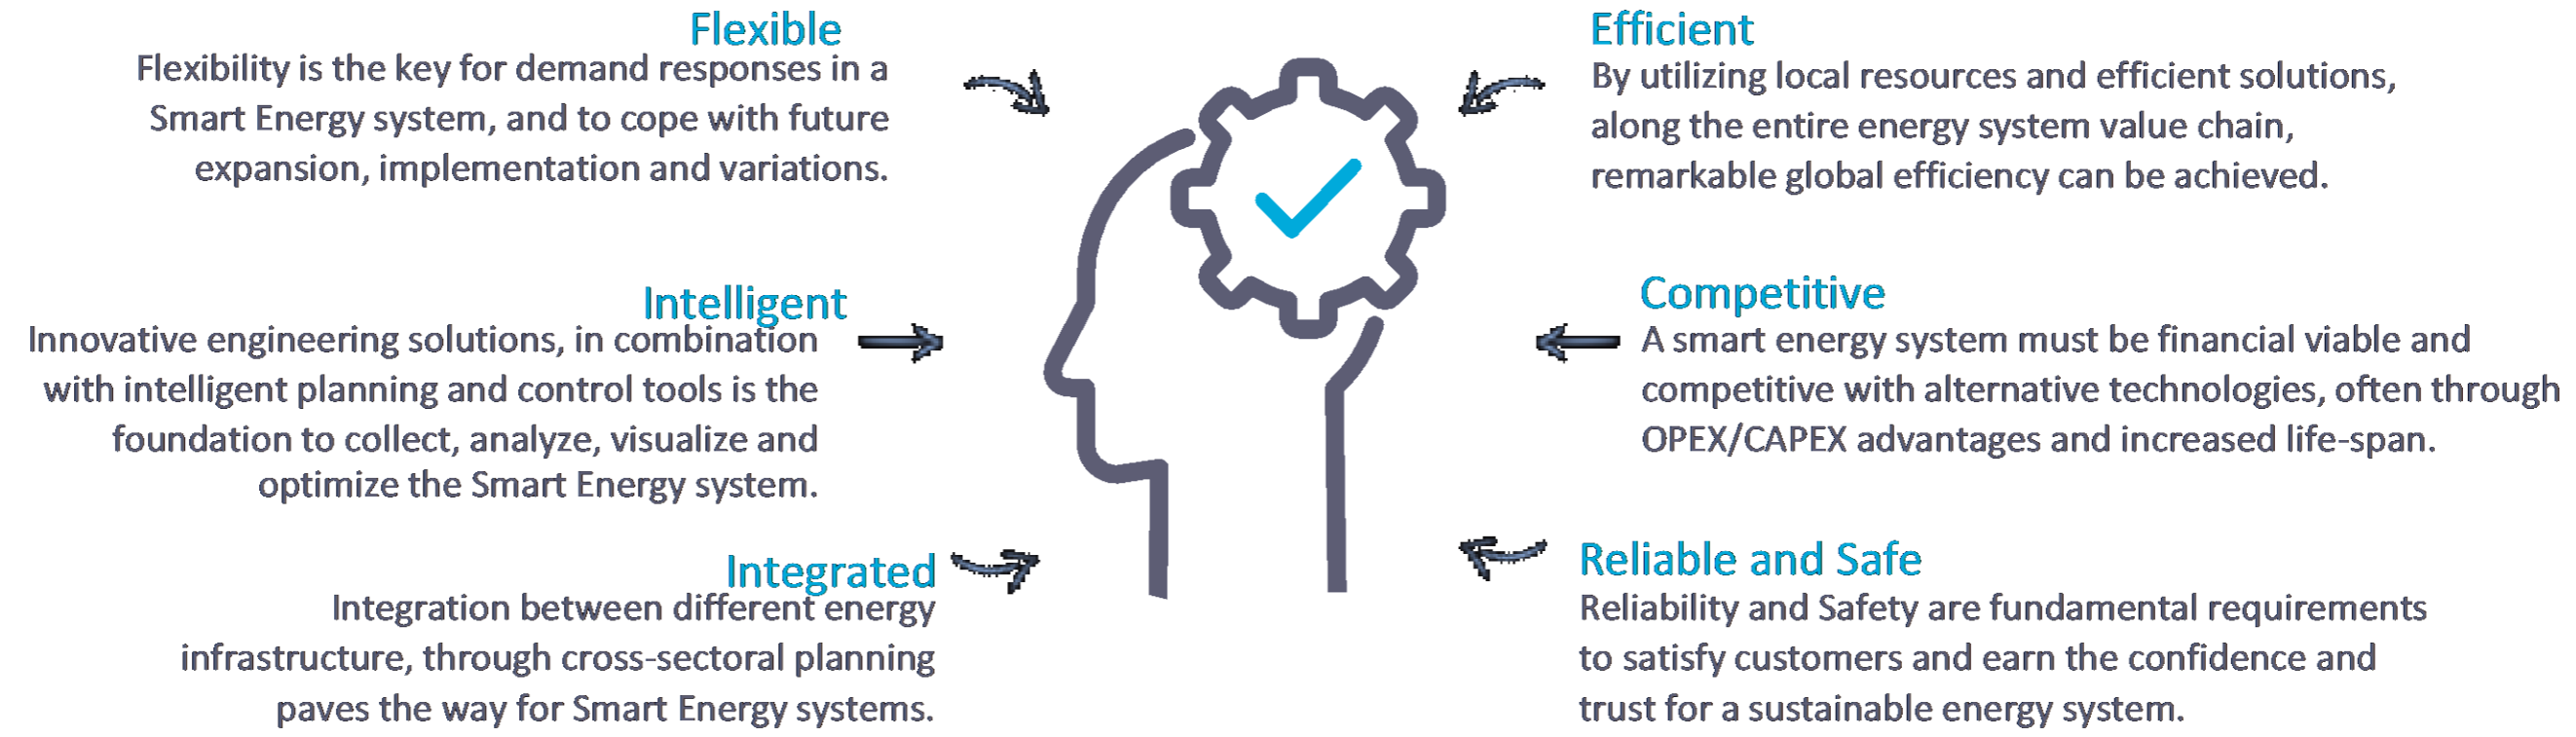 Flexible
Flexibility is the key for demand responses in a
Smart Energy system, and to cope with future
expansion, implementation and variations.
Intelligent
Innovative engineering solutions, in combination
with intelligent planning and control tools is the
foundation to collect, analyze, visualize and
optimize the Smart Energy system.
Integrated
Integration between different energy
infrastructure, through cross-sectoral planning
paves the way for Smart Energy systems.
Efficient
By utilizing local resources and efficient solutions,
along the entire energy system value chain,
remarkable global efficiency can be achieved.
Competitive
A smart energy system must be financial viable and
competitive with alternative technologies, often through
OPEX/CAPEX advantages and increased life-span.
Reliable and Safe
Reliability and Safety are fundamental requirements
to satisfy customers and earn the confidence and
trust for a sustainable energy system.